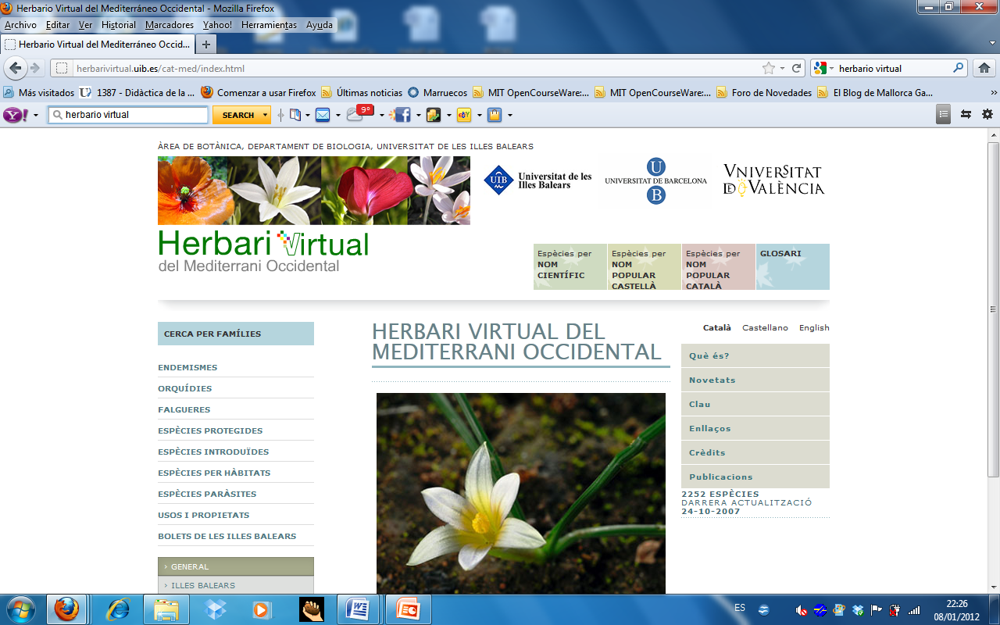 Herbario Virtual del Mediterráneo Occidental - Mozilla Firefox
Archivo Editar Ver Historial Marcadores Yahoo! Herramientas Ayuda
Herbario Virtual del Mediterráneo Occid...
herbarivirtual.uib.es/cat-med/index.html
herbario virtual
Más visitados 1387 - Didàctica de la ... Comenzar a usar Firefox Últimas noticias Marruecos MIT OpenCourseWare:... MIT OpenCourseWare:... Foro de Novedades El Blog de Mallorca Ga...
Y! herbario virtual SEARCH 9°
ÀREA DE BOTÀNICA, DEPARTAMENT DE BIOLOGIA, UNIVERSITAT DE LES ILLES BALEARS
UIB Universitat de les
Illes Balears
U
UNIVERSITAT DE BARCELONA
B
VNIVERSITAT
DE VALÈNCIA
Herbari Virtual
del Mediterrani Occidental
Espècies per
NOM
CIENTÍFIC
Espècies per
NOM
POPULAR
CASTELLÀ
Espècies per
NOM
POPULAR
CATALÀ
GLOSARI
CERCA PER FAMÍLIES
ENDEMISMES
ORQUÍDIES
FALGUERES
ESPÈCIES PROTEGIDES
ESPÈCIES INTRODUÏDES
ESPÈCIES PER HÀBITATS
ESPÈCIES PARÀSITES
USOS I PROPIETATS
BOLETS DE LES ILLES BALEARS
› GENERAL
› ILLES BALEARS
HERBARI VIRTUAL DEL
MEDITERRANI OCCIDENTAL
Català Castellano English
Què és?
Novetats
Clau
Enllaços
Crèdits
Publicacions
2252 ESPÈCIES
DARRERA ACTUALITZACIÓ
24-10-2007
ES
22:26
08/01/2012